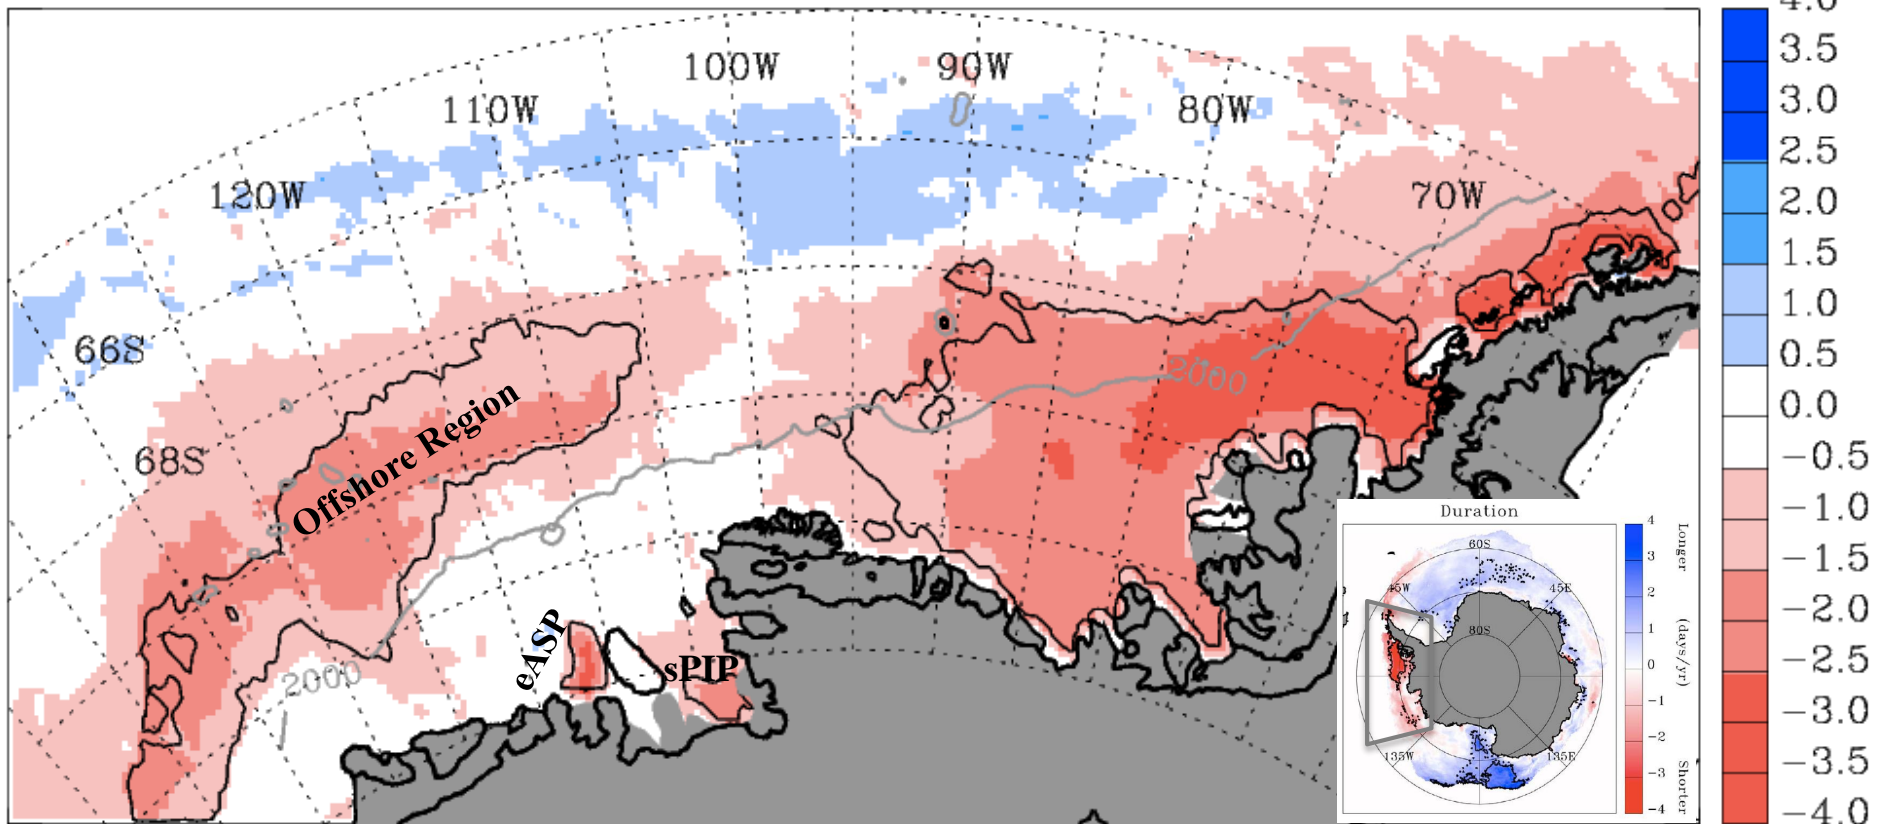 100W
90W
110W
80W
120W
70W
66S
68S
2000
Offshore Region
eASP
sPIP
2000
4.0
3.5
3.0
2.5
2.0
1.5
1.0
0.5
0.0
−0.5
−1.0
−1.5
−2.0
−2.5
−3.0
−3.5
−4.0
Duration
60S
45W
45E
80S
135W
135E
4
3
2
1
0
−1
−2
−3
−4
Longer
(days/yr)
Shorter